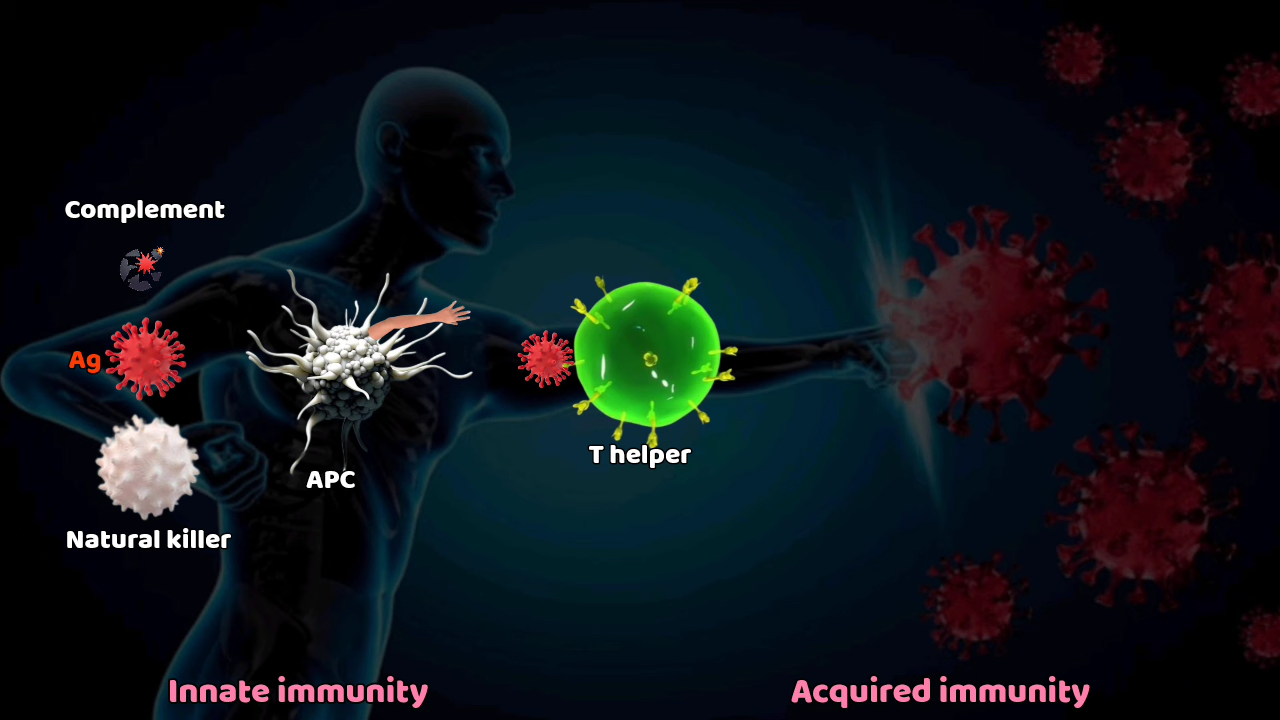 Complement
Ag
Natural killer
APC
T helper
Innate immunity
Acquired immunity